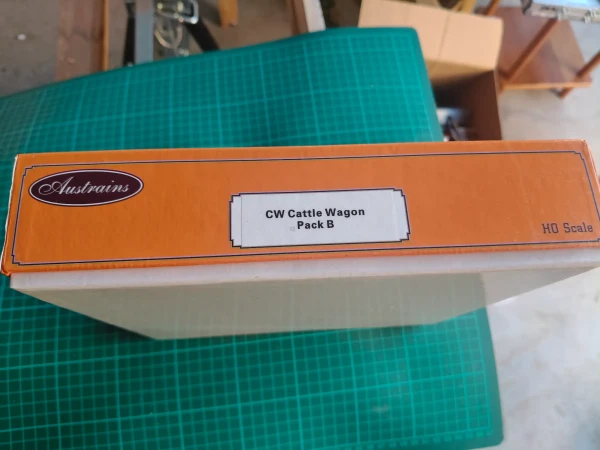 Austrains
CW Cattle Wagon
Pack B
HO Scale